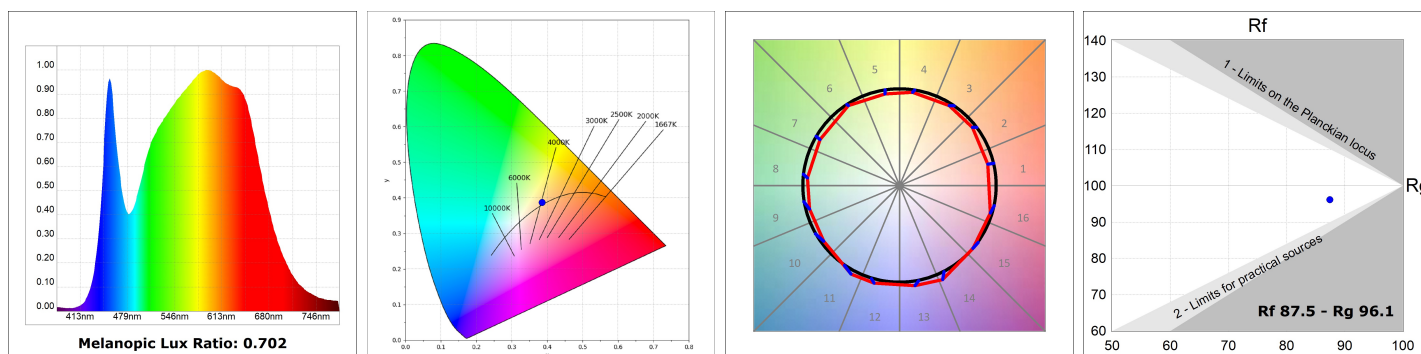 1.00
0.90
0.80
0.70
0.60
0.50
0.40
0.30
0.20
0.10
0.00
413nm 479nm 546nm 613nm 680nm 746nm
Melanopic Lux Ratio: 0.702
0.9
0.8
0.7
0.6
0.5
0.4
0.3
0.2
0.1
0.0
y
0.0 0.1 0.2 0.3 0.4 0.5 0.6 0.7 0.8
1667K
2000K
2500K
3000K
4000K
6000K
10000K
5 4
6 3
7 2
8 1
9 16
10 15
11 14
12 13
Rf
140
130
120
110
100
90
80
70
60
1 - Limits on the Planckian locus
Rg
2 - Limits for practical sources
Rf 87.5 - Rg 96.1
50 60 70 80 90 100